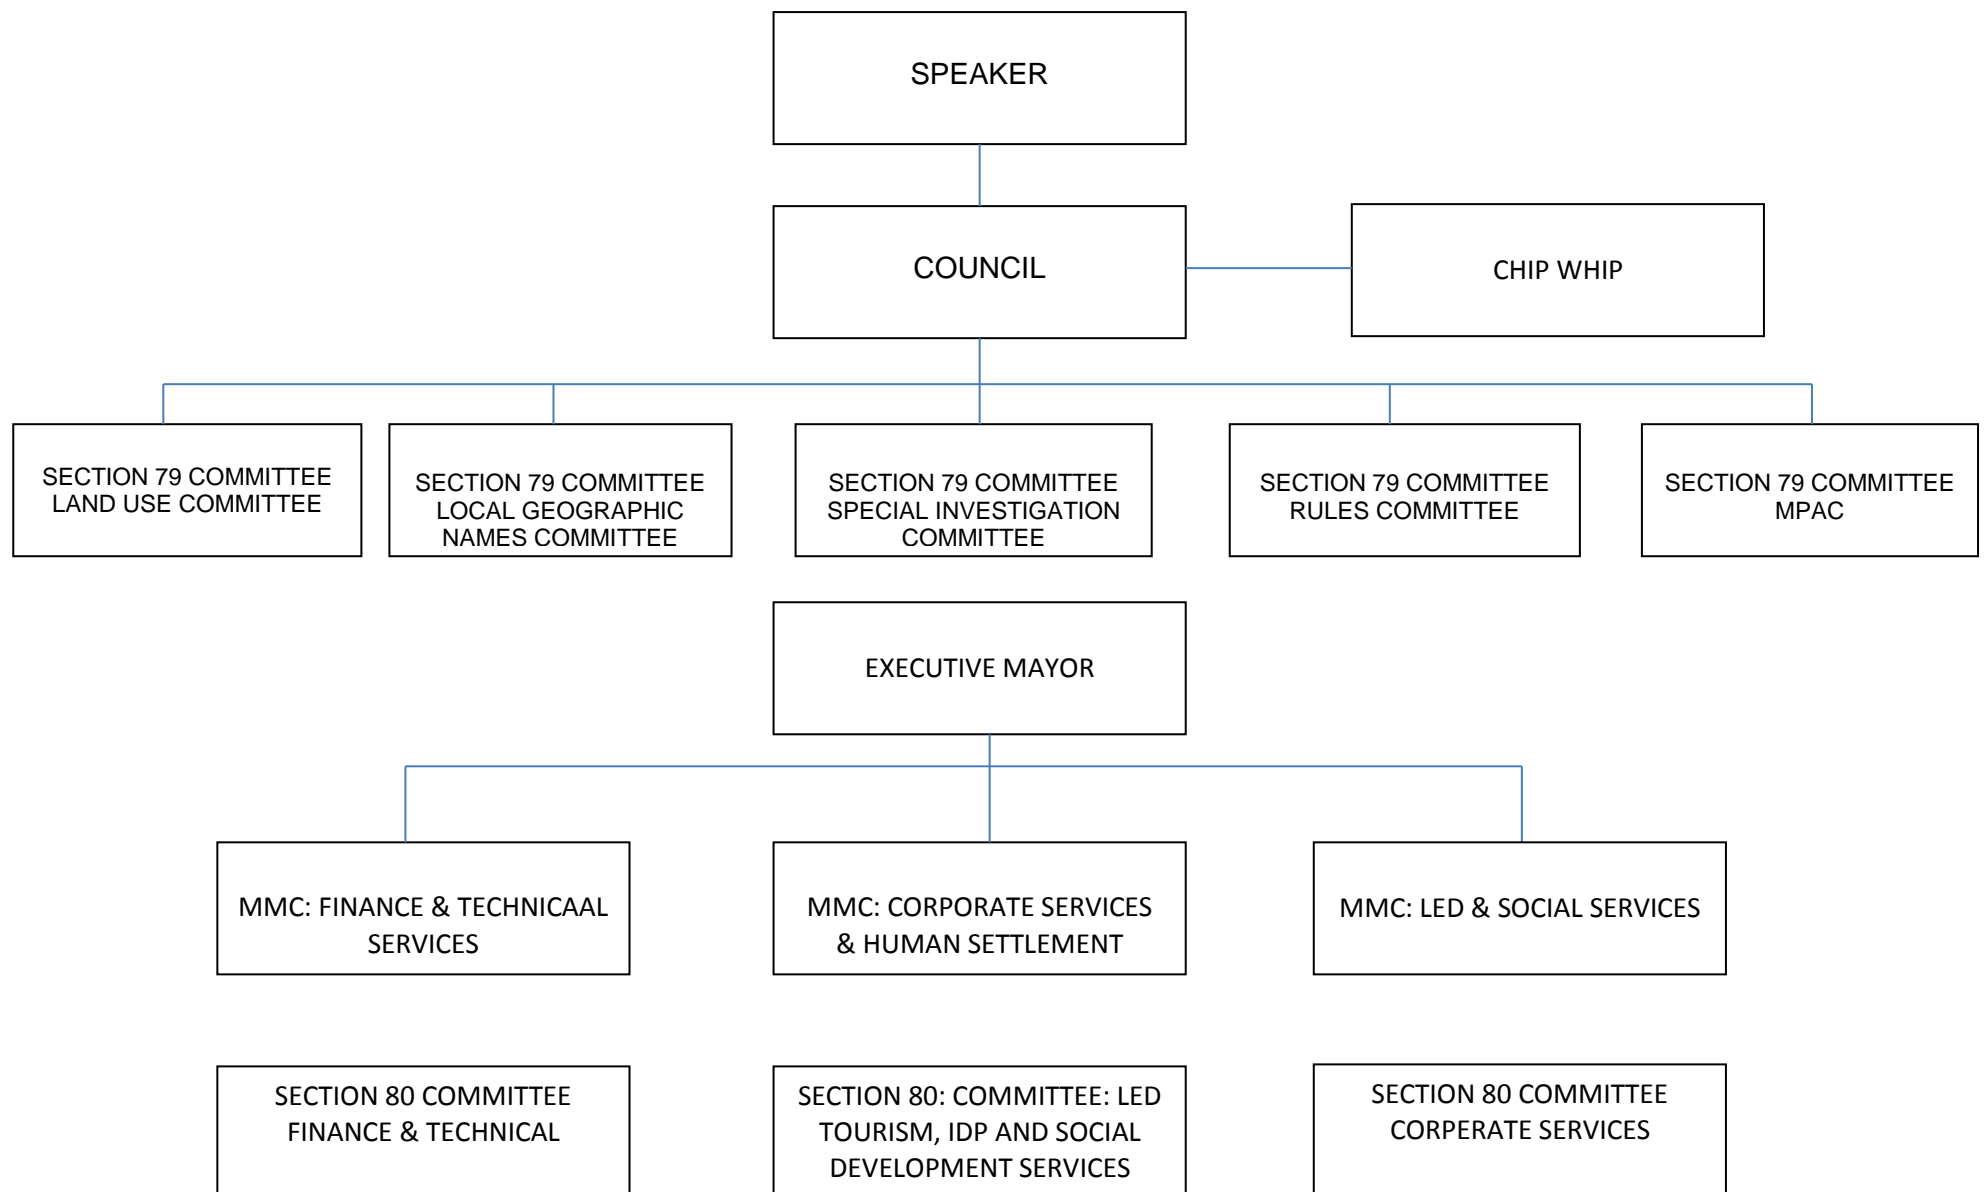 SPEAKER
COUNCIL
CHIP WHIP
SECTION 79 COMMITTEE
LAND USE COMMITTEE
SECTION 79 COMMITTEE
LOCAL GEOGRAPHIC
NAMES COMMITTEE
SECTION 79 COMMITTEE
SPECIAL INVESTIGATION
COMMITTEE
SECTION 79 COMMITTEE
RULES COMMITTEE
SECTION 79 COMMITTEE
MPAC
EXECUTIVE MAYOR
MMC: FINANCE & TECHNICAAL
SERVICES
MMC: CORPORATE SERVICES
& HUMAN SETTLEMENT
MMC: LED & SOCIAL SERVICES
SECTION 80 COMMITTEE
FINANCE & TECHNICAL
SECTION 80: COMMITTEE: LED
TOURISM, IDP AND SOCIAL
DEVELOPMENT SERVICES
SECTION 80 COMMITTEE
CORPERATE SERVICES